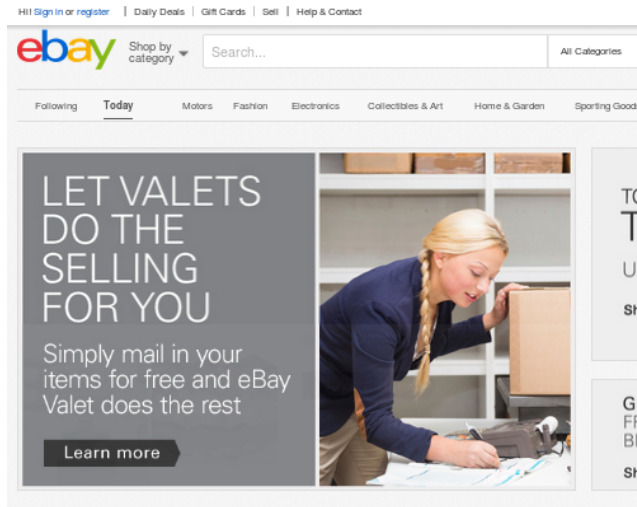 Hi! Sign in or register | Daily Deals | Gift Cards | Sell | Help & Contact
ebay
Shop by
category
Search...
All Categories
Following Today Motors Fashion Electronics Collectibles & Art Home & Garden Sporting Goods
LET VALETS
DO THE
SELLING
FOR YOU
Simply mail in your
items for free and eBay
Valet does the rest
Learn more